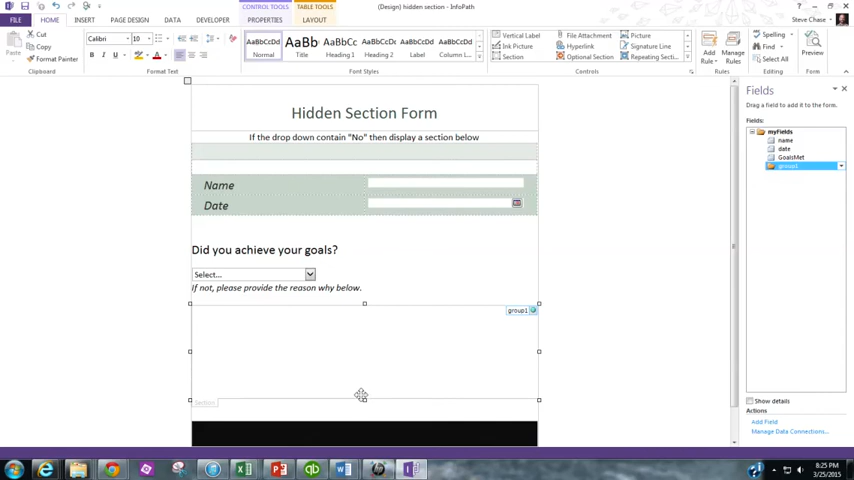 CONTROL TOOLS TABLE TOOLS
(Design) hidden section - InfoPath
FILE HOME INSERT PAGE DESIGN DATA DEVELOPER PROPERTIES LAYOUT
Steve Chase
Paste
Cut
Copy
Format Painter
Clipboard
Calibri 10
B I U
Format Text
AaBbCcDd Normal
AaBb Title
AaBbCc Heading 1
AaBbCcDd Heading 2
AaBbCcDd Label
AaBbCcDd Column L...
Font Styles
Vertical Label
Ink Picture
Section
File Attachment
Hyperlink
Optional Section
Picture
Signature Line
Repeating Secti...
Controls
Add Rules
Manage Rules
Rules
Spelling
Find
Select All
Editing
Preview
Form
Hidden Section Form
If the drop down contain "No" then display a section below
Name
Date
Did you achieve your goals?
Select...
If not, please provide the reason why below.
group1
Section
Fields
Drag a field to add it to the form.
Fields:
myFields
name
date
GoalsMet
group1
Show details
Actions
Add Field
Manage Data Connections...
8:25 PM
3/25/2015